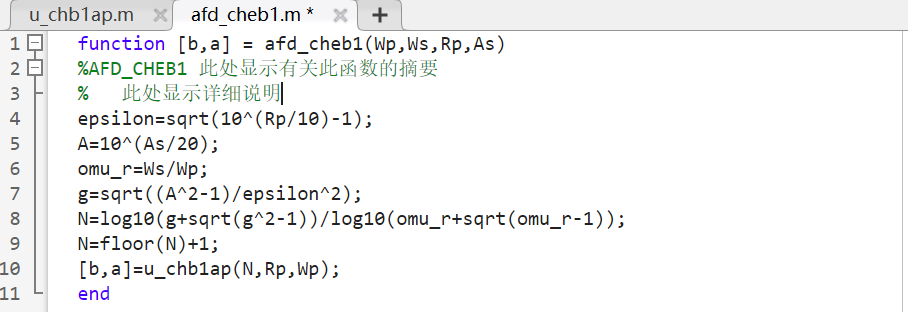 u_chb1ap.m
afd_cheb1.m *
1 function [b,a] = afd_cheb1(Wp,Ws,Rp,As)
2 %AFD_CHEB1 此处显示有关此函数的摘要
3 %   此处显示详细说明
4 epsilon=sqrt(10^(Rp/10)-1);
5 A=10^(As/20);
6 omu_r=Ws/Wp;
7 g=sqrt((A^2-1)/epsilon^2);
8 N=log10(g+sqrt(g^2-1))/log10(omu_r+sqrt(omu_r-1));
9 N=floor(N)+1;
10 [b,a]=u_chb1ap(N,Rp,Wp);
11 end